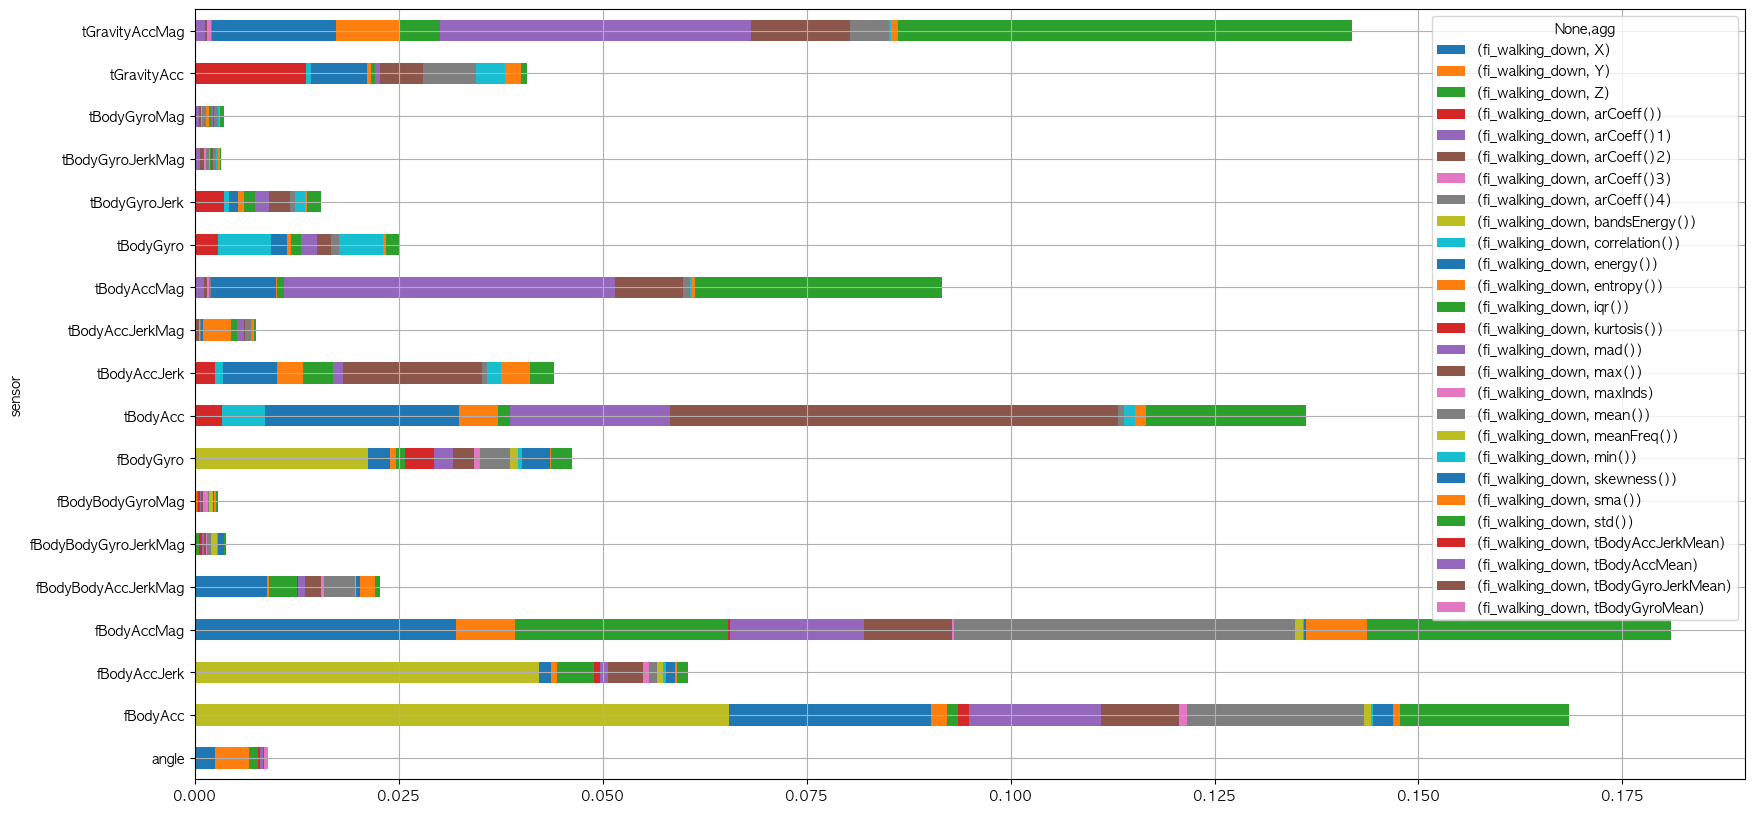 tGravityAccMag
tGravityAcc
tBodyGyroMag
tBodyGyroJerkMag
tBodyGyroJerk
tBodyGyro
tBodyAccMag
tBodyAccJerkMag
tBodyAccJerk
tBodyAcc
fBodyGyro
fBodyBodyGyroMag
fBodyBodyGyroJerkMag
fBodyBodyAccJerkMag
fBodyAccMag
fBodyAccJerk
fBodyAcc
angle
sensor
0.000 0.025 0.050 0.075 0.100 0.125 0.150 0.175
None,agg
(fi_walking_down, X)
(fi_walking_down, Y)
(fi_walking_down, Z)
(fi_walking_down, arCoeff())
(fi_walking_down, arCoeff()1)
(fi_walking_down, arCoeff()2)
(fi_walking_down, arCoeff()3)
(fi_walking_down, arCoeff()4)
(fi_walking_down, bandsEnergy())
(fi_walking_down, correlation())
(fi_walking_down, energy())
(fi_walking_down, entropy())
(fi_walking_down, iqr())
(fi_walking_down, kurtosis())
(fi_walking_down, mad())
(fi_walking_down, max())
(fi_walking_down, maxInds)
(fi_walking_down, mean())
(fi_walking_down, meanFreq())
(fi_walking_down, min())
(fi_walking_down, skewness())
(fi_walking_down, sma())
(fi_walking_down, std())
(fi_walking_down, tBodyAccJerkMean)
(fi_walking_down, tBodyAccMean)
(fi_walking_down, tBodyGyroJerkMean)
(fi_walking_down, tBodyGyroMean)